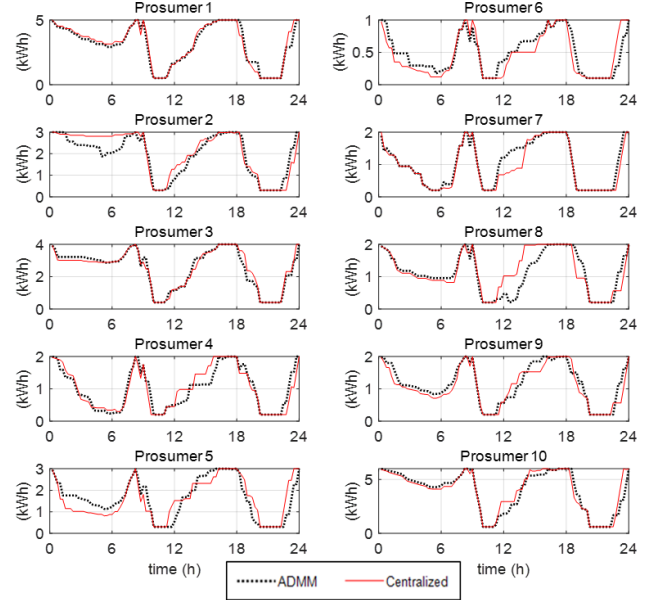 Prosumer 1
5
0
(kWh)
0 6 12 18 24
Prosumer 2
3
2
1
0
(kWh)
0 6 12 18 24
Prosumer 3
4
2
0
(kWh)
0 6 12 18 24
Prosumer 4
2
1
0
(kWh)
0 6 12 18 24
Prosumer 5
3
2
1
0
(kWh)
0 6 12 18 24
time (h)
Prosumer 6
1
0.5
0
(kWh)
0 6 12 18 24
Prosumer 7
2
1
0
(kWh)
0 6 12 18 24
Prosumer 8
2
1
0
(kWh)
0 6 12 18 24
Prosumer 9
2
1
0
(kWh)
0 6 12 18 24
Prosumer 10
5
0
(kWh)
0 6 12 18 24
time (h)
ADMM Centralized